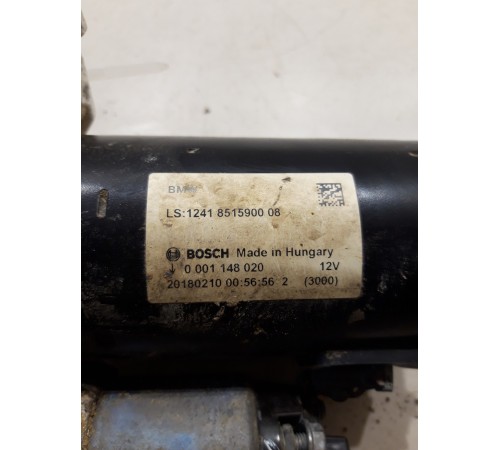 BMW
LS:1241 8515900 08
BOSCH Made in Hungary
0 001 148 020 12V
20180210 00:56:56 2 (3000)